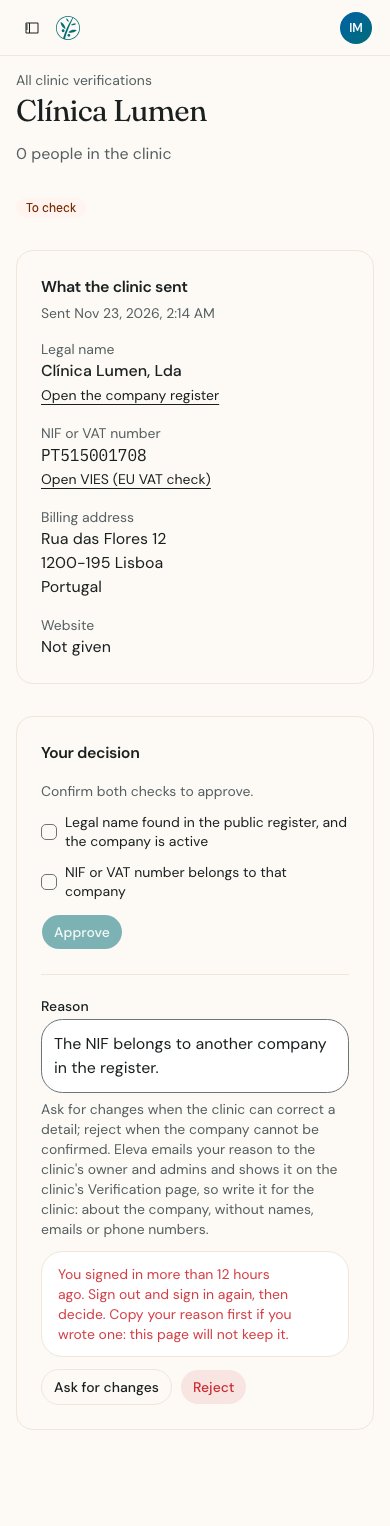 IM
All clinic verifications
Clínica Lumen
0 people in the clinic
To check
What the clinic sent
Sent Nov 23, 2026, 2:14 AM
Legal name
Clínica Lumen, Lda
Open the company register
NIF or VAT number
PT515001708
Open VIES (EU VAT check)
Billing address
Rua das Flores 12
1200-195 Lisboa
Portugal
Website
Not given
Your decision
Confirm both checks to approve.
Legal name found in the public register, and
the company is active
NIF or VAT number belongs to that
company
Approve
Reason
The NIF belongs to another company
in the register.
Ask for changes when the clinic can correct a
detail; reject when the company cannot be
confirmed. Eleva emails your reason to the
clinic's owner and admins and shows it on the
clinic's Verification page, so write it for the
clinic: about the company, without names,
emails or phone numbers.
You signed in more than 12 hours
ago. Sign out and sign in again, then
decide. Copy your reason first if you
wrote one: this page will not keep it.
Ask for changes
Reject